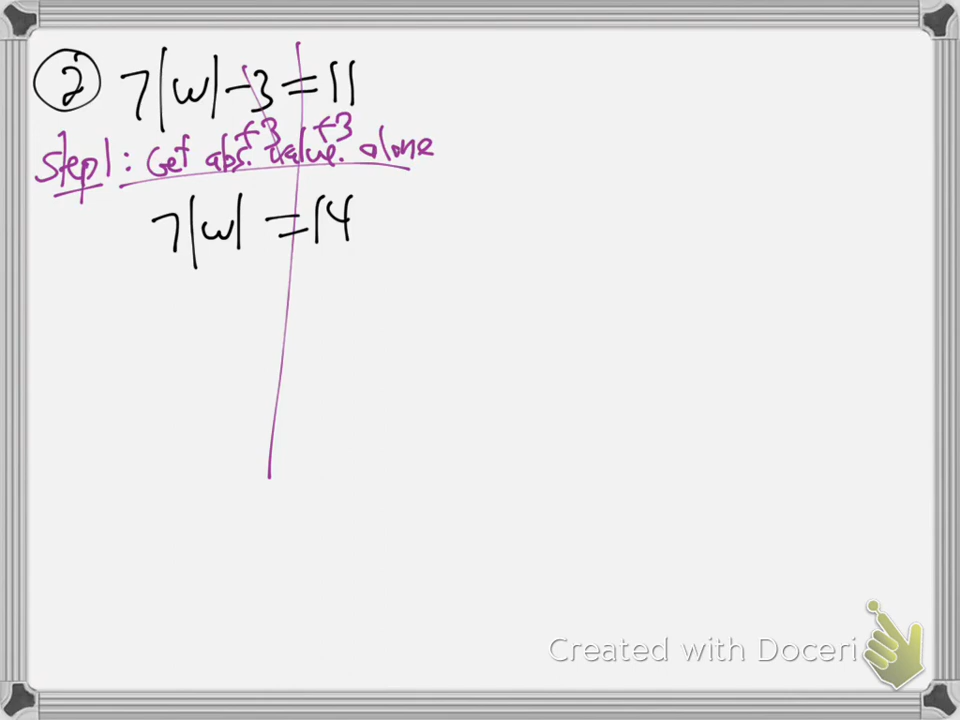 ② 7|w| - 3 = 11
+3 +3
Step 1: Get abs. value. alone
7|w| = 14
Created with Doceri